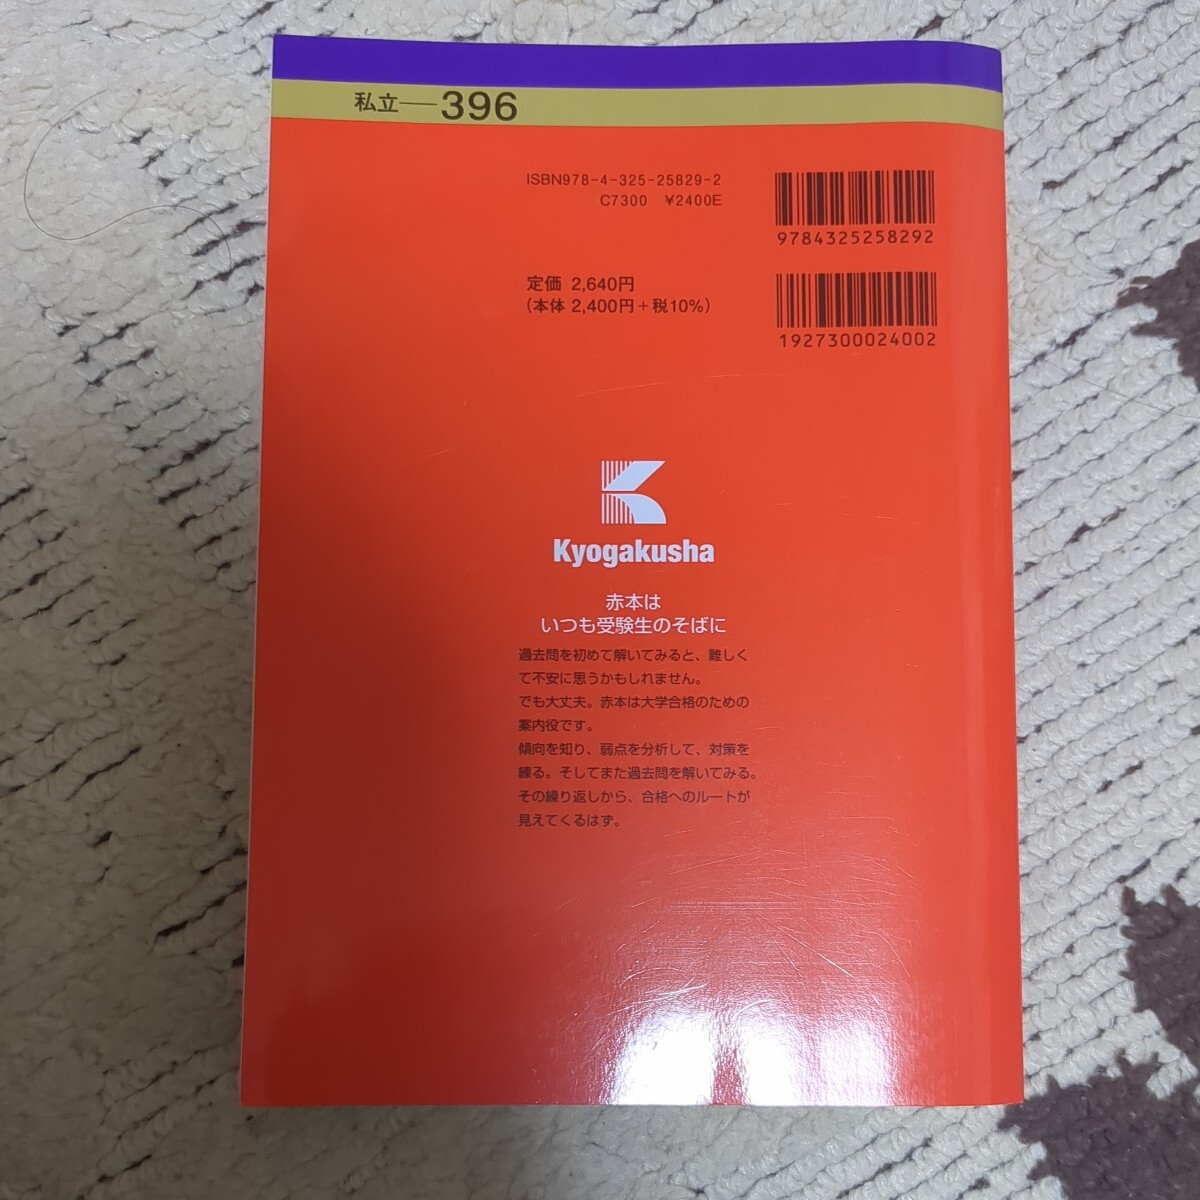 私立―396
ISBN978-4-325-25829-2
C7300 ¥2400E
9784325258292
定価 2,640円
(本体 2,400円+税10%)
1927300024002
Kyogakusha
赤本は
いつも受験生のそばに
過去問を初めて解いてみると、難しく
て不安に思うかもしれません。
でも大丈夫。赤本は大学合格のための
案内役です。
傾向を知り、弱点を分析して、対策を
練る。そしてまた過去問を解いてみる。
その繰り返しから、合格へのルートが
見えてくるはず。